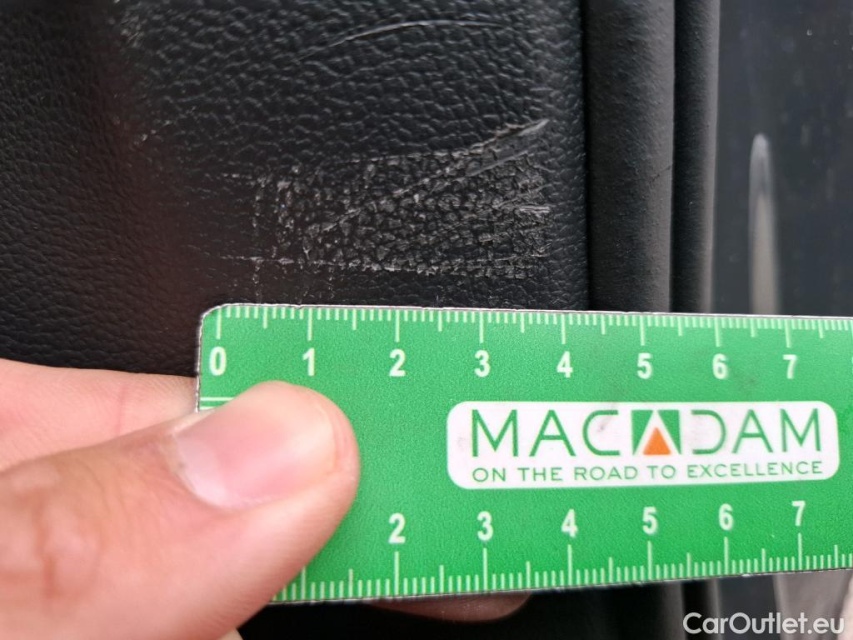 0 1 2 3 4 5 6 7
MACADAM
ON THE ROAD TO EXCELLENCE
2 3 4 5 6 7
CarOutlet.eu